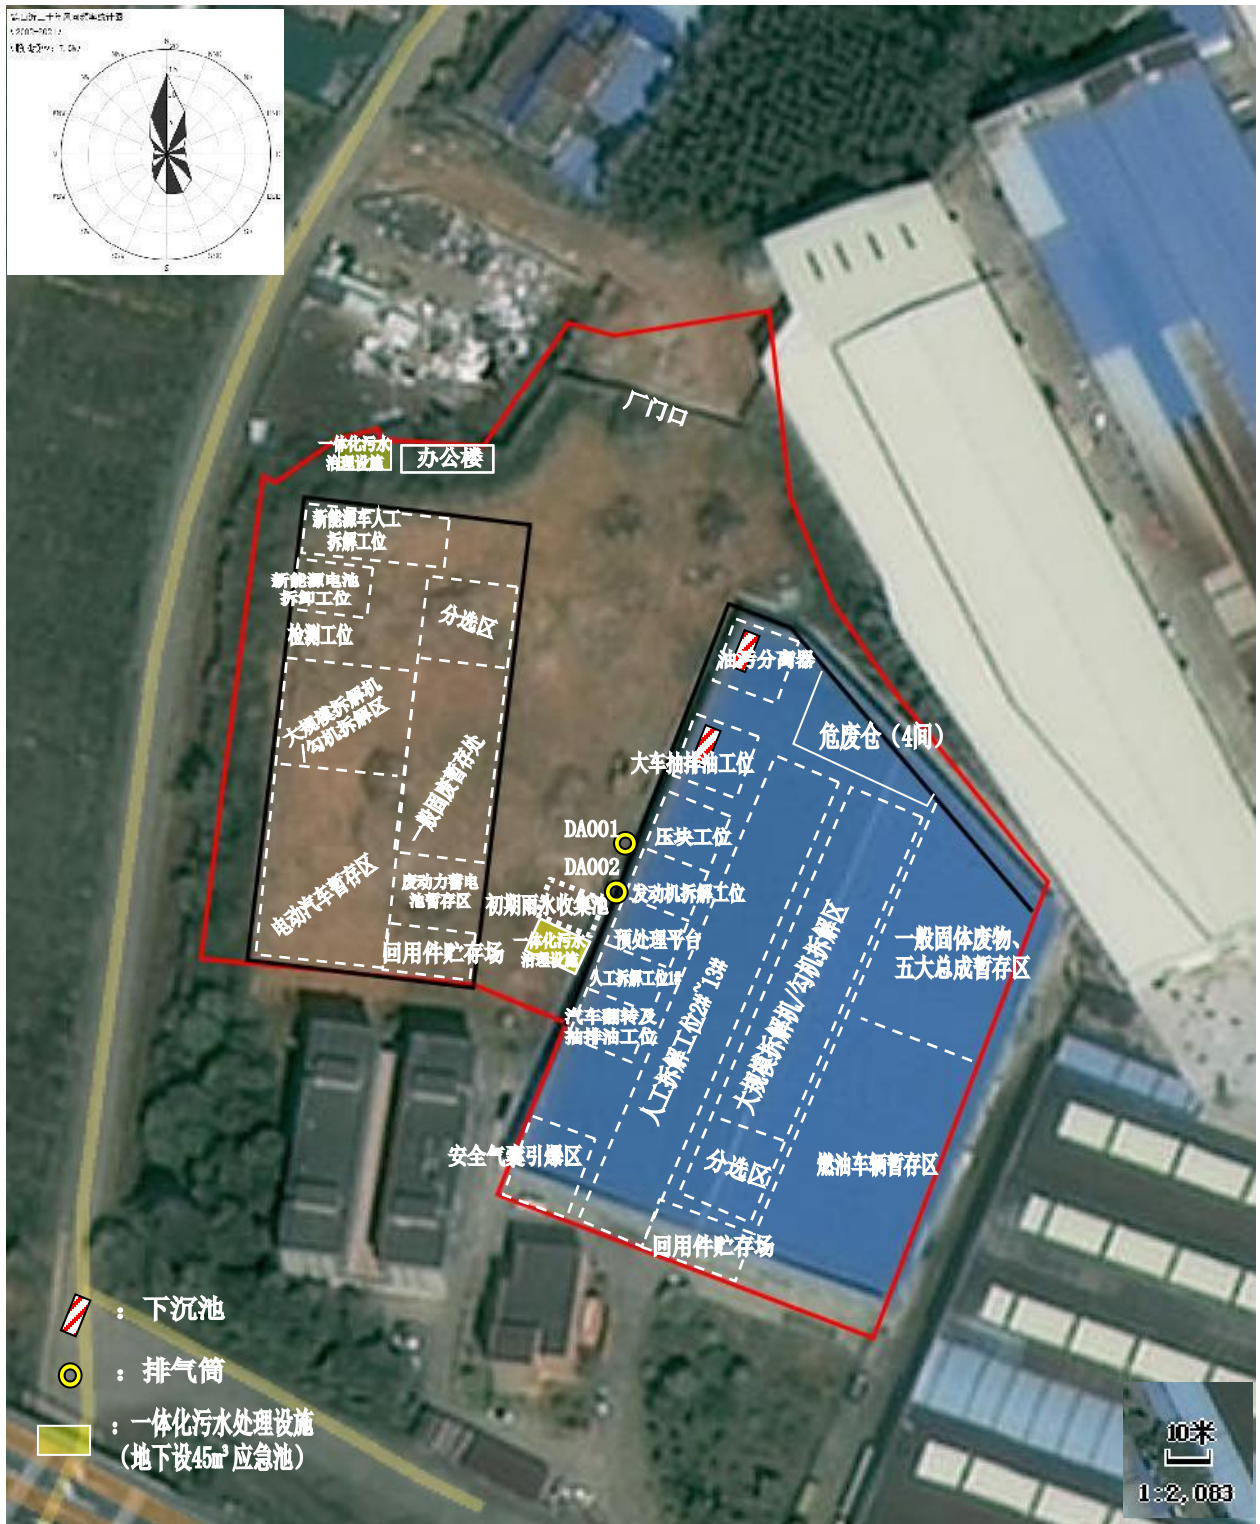 N
S
厂门口
一体化污水
治理设施
办公楼
新能源车人工
拆解工位
新能源电池
拆卸工位
检测工位
分选区
大规模拆解机
/勾机拆解区
一般固废暂存处
电动汽车暂存区
废动力蓄电
池暂存区
回用件贮存场
油污分离器
危废仓（4间）
大车抽排油工位
DA001
压块工位
DA002
发动机拆解工位
初期雨水收集池
一体化污水
治理设施
预处理平台
人工拆解工位1#
汽车翻转及
抽排油工位
人工拆解工位2#~13#
大规模拆解机/勾机拆解区
一般固体废物、
五大总成暂存区
安全气囊引爆区
分选区
燃油车辆暂存区
回用件贮存场
：下沉池
：排气筒
：一体化污水处理设施
（地下设45m³应急池）
10米
1:2,083